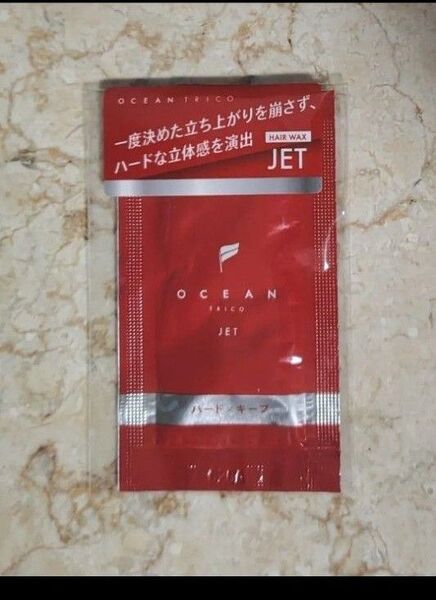 OCEAN TRICO
一度決めた立ち上がりを崩さず、
ハードな立体感を演出
HAIR WAX
JET
OCEAN
TRICO
JET
ハード×キープ